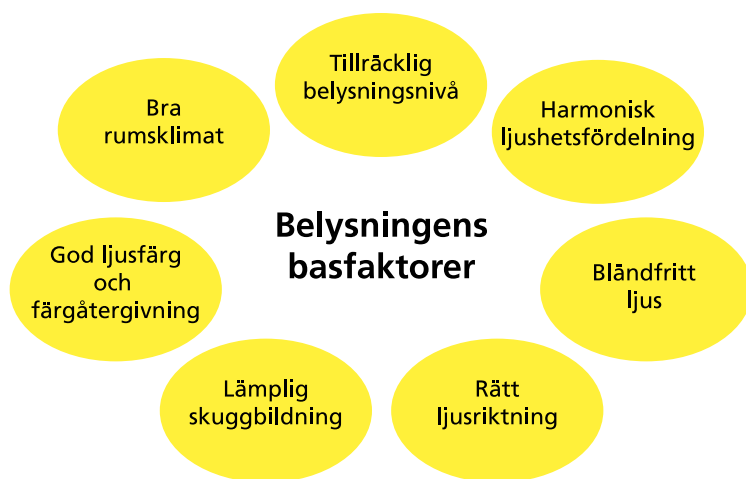 Tillräcklig
belysningsnivå
Harmonisk
ljushetsfördelning
Bländfritt
ljus
Rätt
ljusriktning
Lämplig
skuggbildning
God ljusfärg
och
färgåtergivning
Bra
rumsklimat
Belysningens
basfaktorer